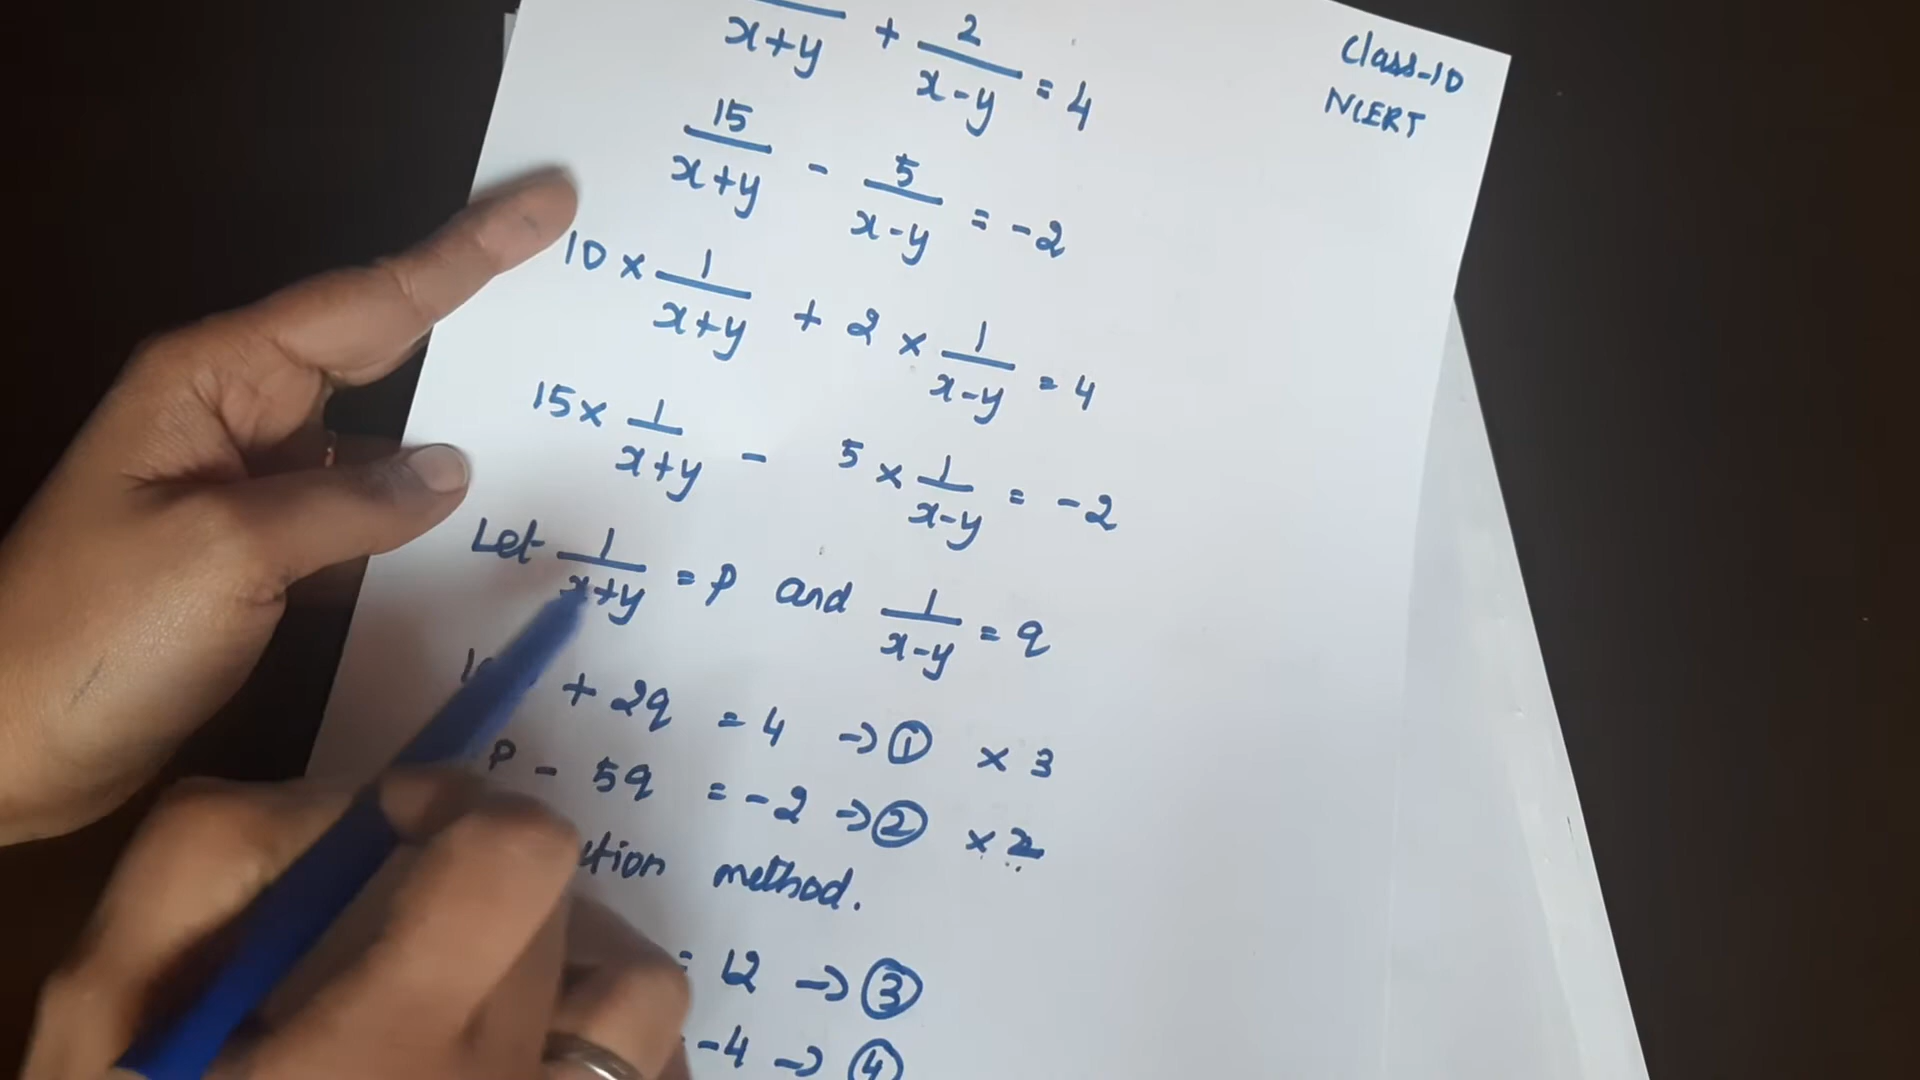 x+y + 2/x-y = 4
Class-10
NCERT
15/x+y - 5/x-y = -2
10 × 1/x+y + 2 × 1/x-y = 4
15 × 1/x+y - 5 × 1/x-y = -2
Let 1/x+y = p and 1/x-y = q
+ 2q = 4 → ① × 3
p - 5q = -2 → ② × 2
method.
= 12 → ③
-4 → ④